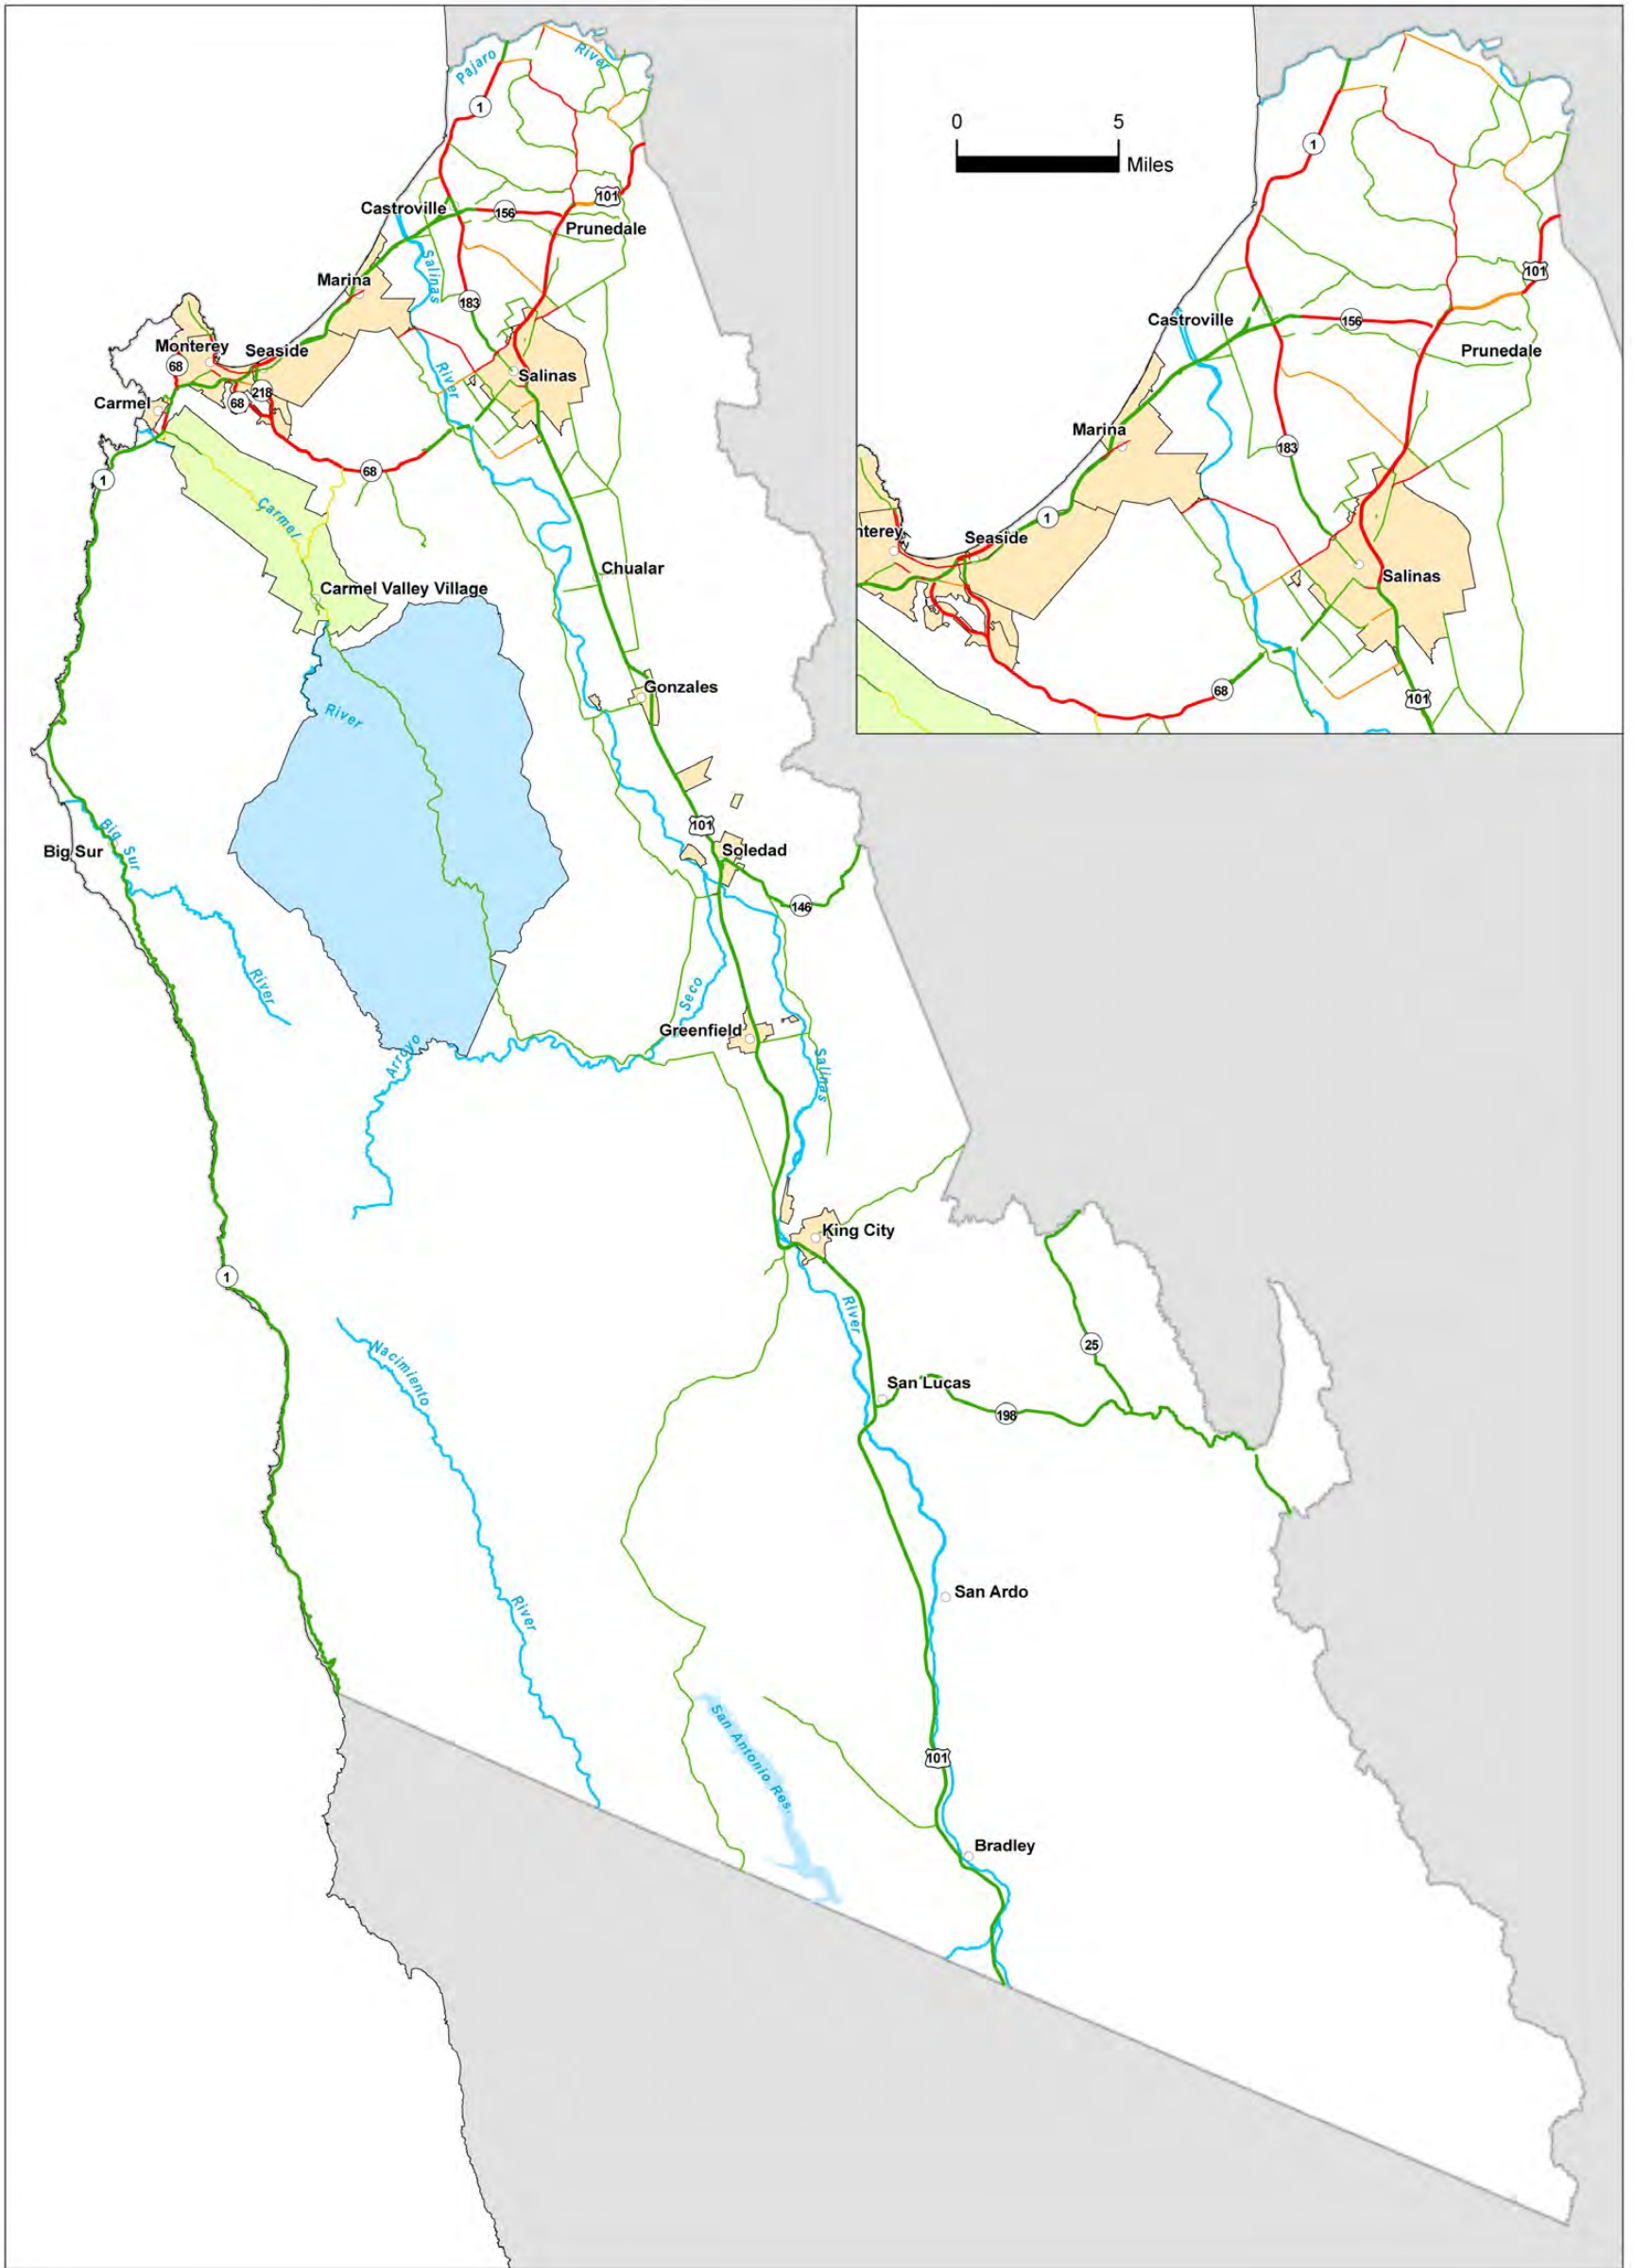 Pajaro
River
1
101
Castroville
156
Prunedale
Salinas
Marina
183
Monterey
Seaside
68
River
Salinas
218
68
Carmel
68
1
Carmel
Chualar
Carmel Valley Village
Gonzales
River
101
Soledad
Big Sur
Big Sur
146
River
Seco
Greenfield
Arroyo
Salinas
King City
1
River
25
Nacimiento
San Lucas
198
San Ardo
River
San Antonio Res.
101
Bradley
0
5
Miles
1
101
Castroville
156
Prunedale
Marina
183
1
nterey
Seaside
Salinas
68
101